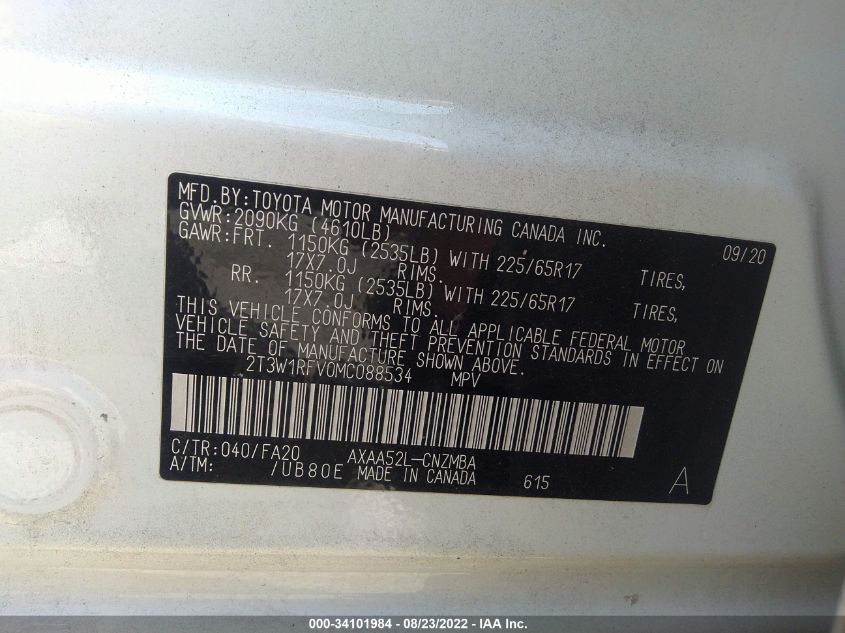 MFD.BY:TOYOTA MOTOR MANUFACTURING CANADA INC.
GVWR:2090KG (4610LB) 09/20
GAWR:FRT. 1150KG (2535LB) WITH 225/65R17 TIRES,
17X7.0J RIMS.
RR. 1150KG (2535LB) WITH 225/65R17 TIRES,
17X7.0J RIMS.
THIS VEHICLE CONFORMS TO ALL APPLICABLE FEDERAL MOTOR
VEHICLE SAFETY AND THEFT PREVENTION STANDARDS IN EFFECT ON
THE DATE OF MANUFACTURE SHOWN ABOVE.
2T3W1RFV0MC088534 MPV
C/TR:040/FA20 AXAA52L-CNZMBA
A/TM: /UB80E MADE IN CANADA 615 A
000-34101984 - 08/23/2022 - IAA Inc.